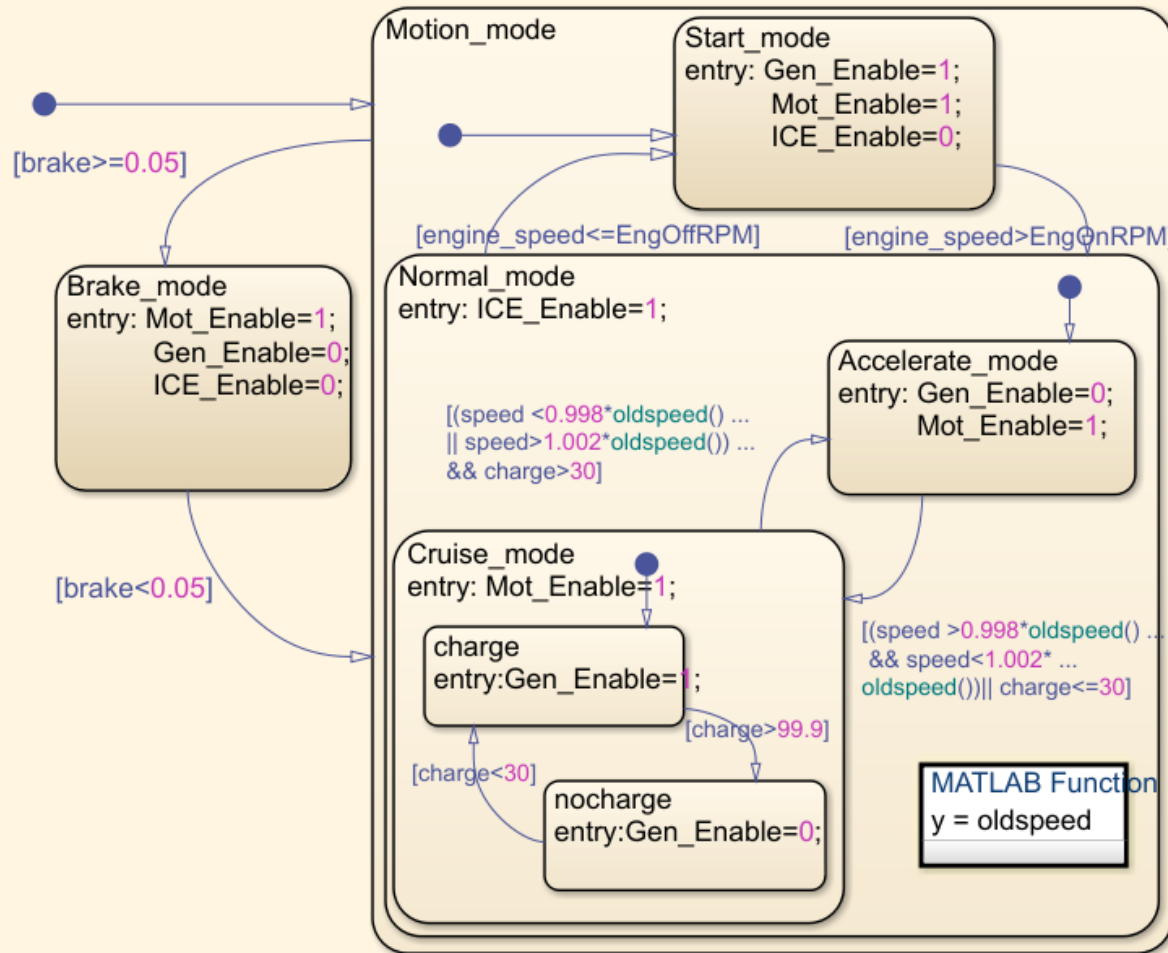 Motion_mode
Start_mode
entry: Gen_Enable=1;
Mot_Enable=1;
ICE_Enable=0;
[brake>=0.05]
[engine_speed<=EngOffRPM]
[engine_speed>EngOnRPM]
Brake_mode
entry: Mot_Enable=1;
Gen_Enable=0;
ICE_Enable=0;
Normal_mode
entry: ICE_Enable=1;
Accelerate_mode
entry: Gen_Enable=0;
Mot_Enable=1;
[(speed <0.998*oldspeed() ...
|| speed>1.002*oldspeed()) ...
&& charge>30]
Cruise_mode
entry: Mot_Enable=1;
[brake<0.05]
charge
entry:Gen_Enable=1;
[(speed >0.998*oldspeed() ...
&& speed<1.002* ...
oldspeed())|| charge<=30]
[charge>99.9]
[charge<30]
nocharge
entry:Gen_Enable=0;
MATLAB Function
y = oldspeed